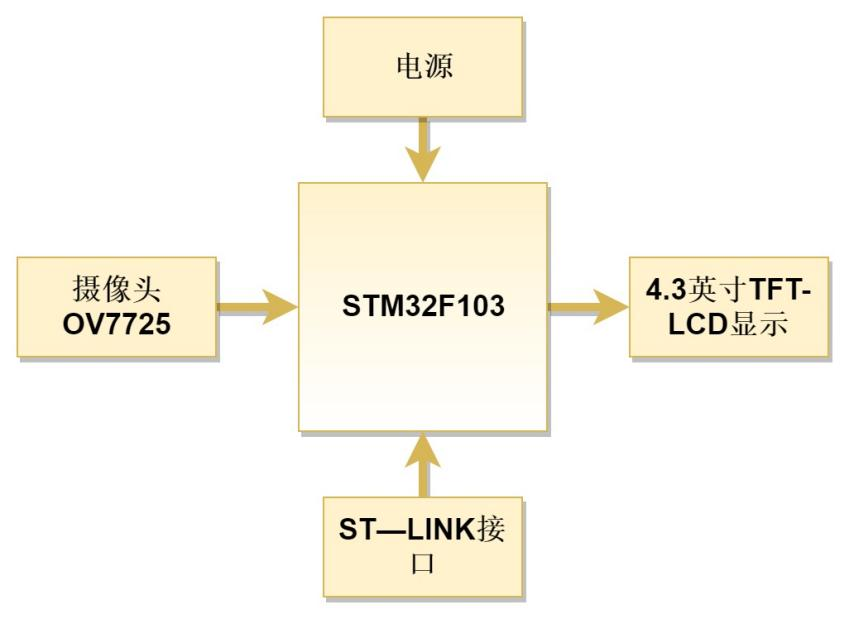 电源
摄像头
OV7725
STM32F103
4.3英寸TFT-
LCD显示
ST—LINK接
口